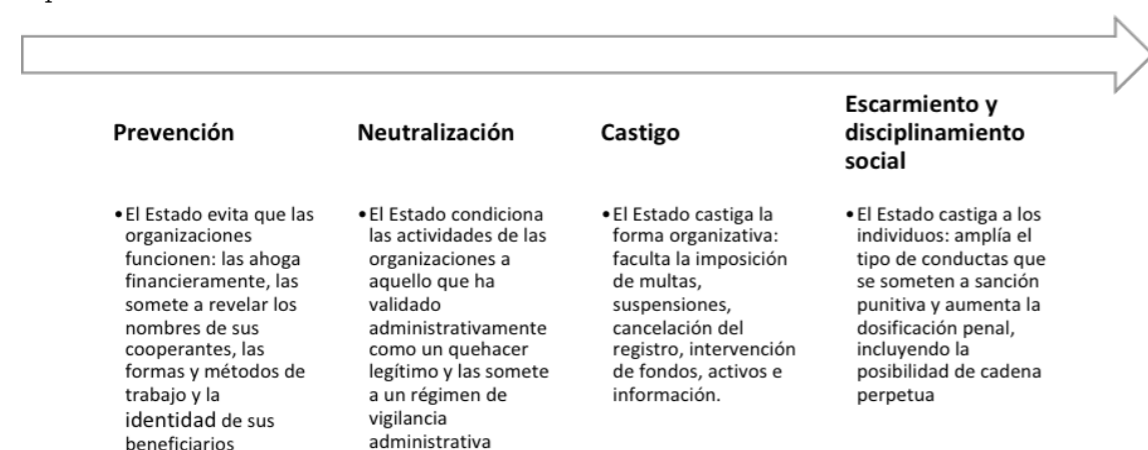 Prevención
•El Estado evita que las
organizaciones
funcionen: las ahoga
financieramente, las
somete a revelar los
nombres de sus
cooperantes, las
formas y métodos de
trabajo y la
identidad de sus
beneficiarios
Neutralización
•El Estado condiciona
las actividades de las
organizaciones a
aquello que ha
validado
administrativamente
como un quehacer
legítimo y las somete
a un régimen de
vigilancia
administrativa
Castigo
•El Estado castiga la
forma organizativa:
faculta la imposición
de multas,
suspensiones,
cancelación del
registro, intervención
de fondos, activos e
información.
Escarmiento y
disciplinamiento
social
•El Estado castiga a los
individuos: amplía el
tipo de conductas que
se someten a sanción
punitiva y aumenta la
dosificación penal,
incluyendo la
posibilidad de cadena
perpetua